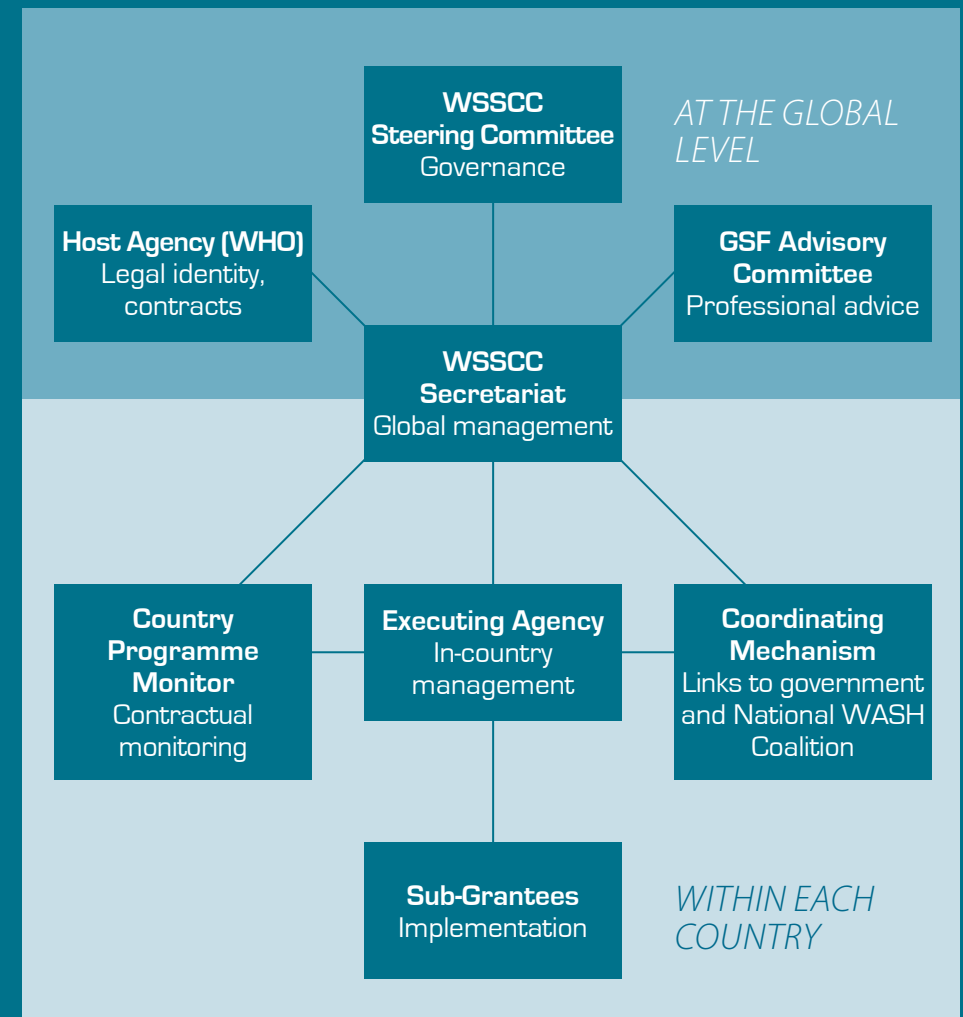 WSSCC
Steering Committee
Governance
AT THE GLOBAL
LEVEL
Host Agency (WHO)
Legal identity,
contracts
GSF Advisory
Committee
Professional advice
WSSCC
Secretariat
Global management
Country
Programme
Monitor
Contractual
monitoring
Executing Agency
In-country
management
Coordinating
Mechanism
Links to government
and National WASH
Coalition
Sub-Grantees
Implementation
WITHIN EACH
COUNTRY